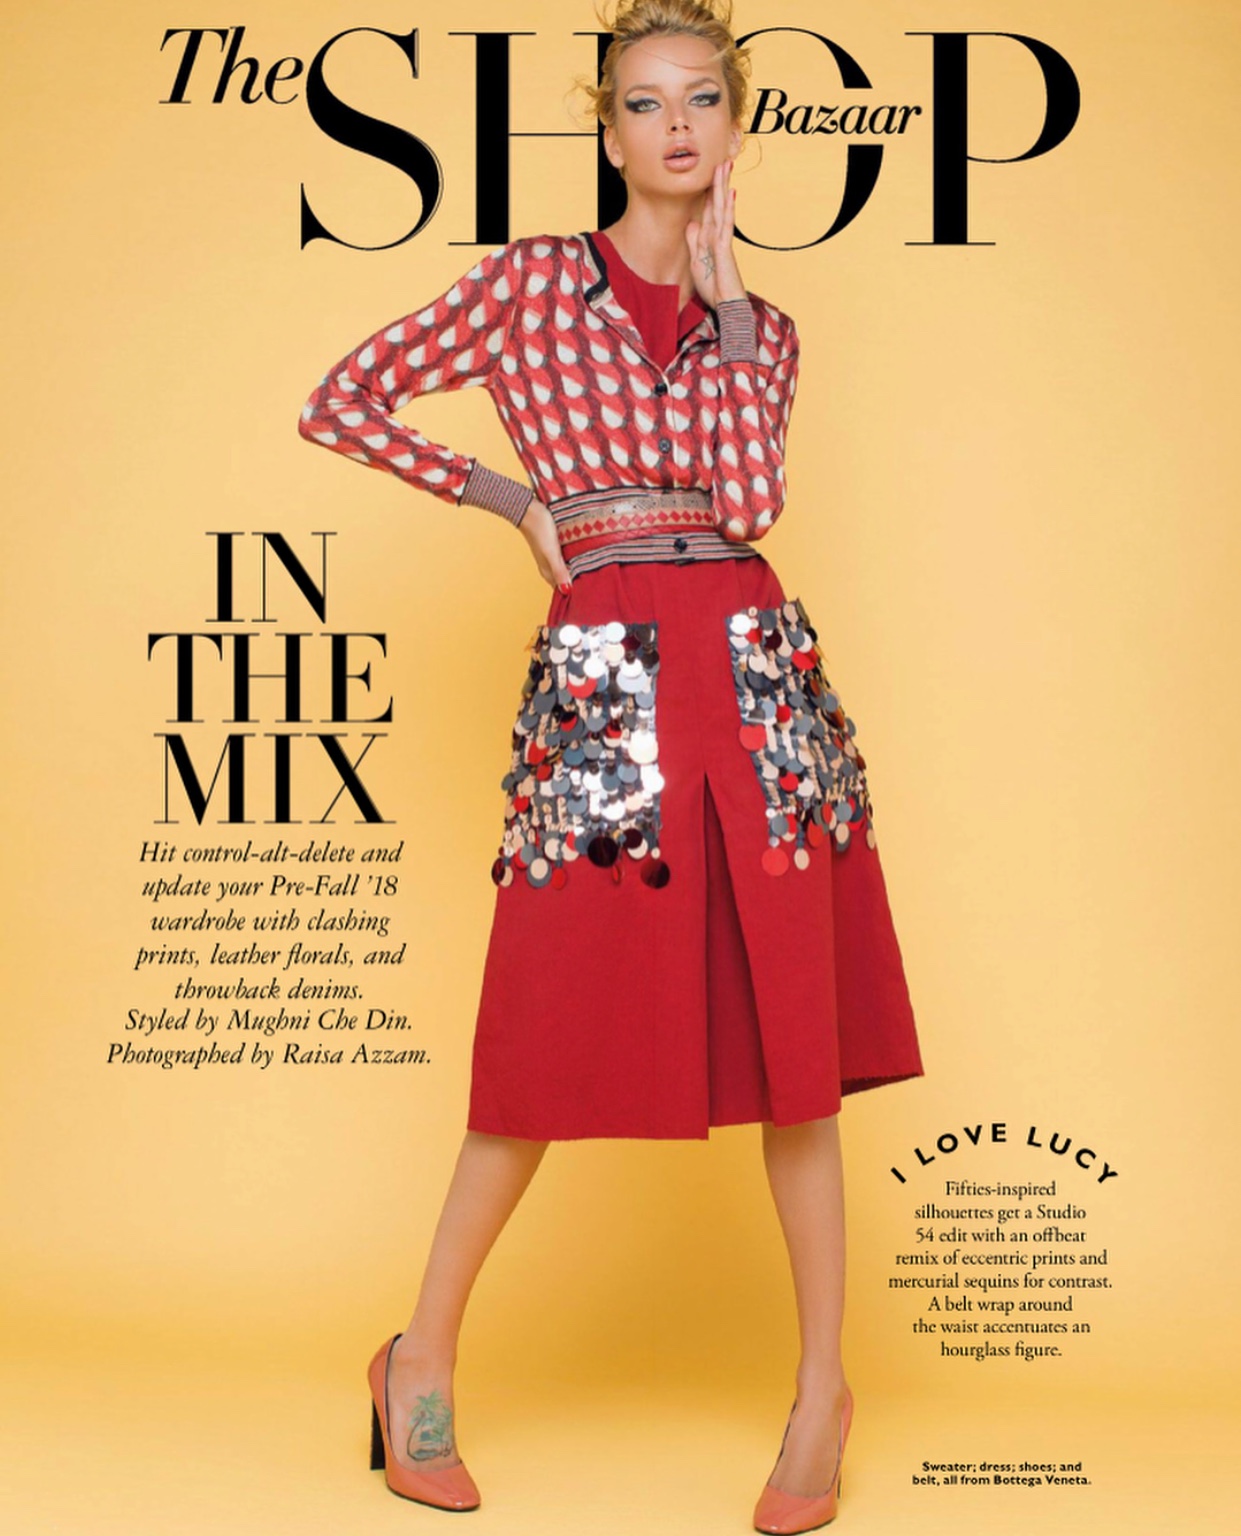 The SHOP
Bazaar
IN
THE
MIX
Hit control-alt-delete and
update your Pre-Fall ’18
wardrobe with clashing
prints, leather florals, and
throwback denims.
Styled by Mughni Che Din.
Photographed by Raisa Azzam.
I LOVE LUCY
Fifties-inspired
silhouettes get a Studio
54 edit with an offbeat
remix of eccentric prints and
mercurial sequins for contrast.
A belt wrap around
the waist accentuates an
hourglass figure.
Sweater; dress; shoes; and
belt, all from Bottega Veneta.